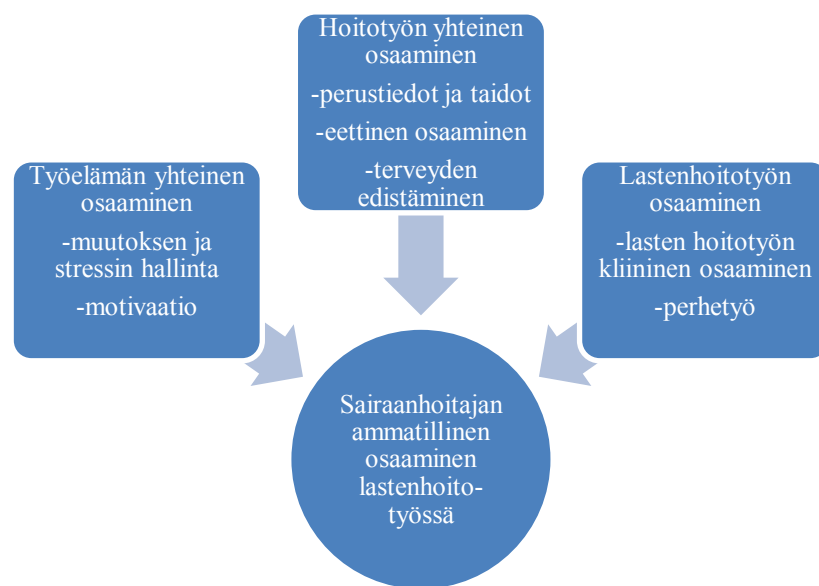 Hoitotyön yhteinen
osaaminen
-perustiedot ja taidot
-eettinen osaaminen
-terveyden
edistäminen
Työelämän yhteinen
osaaminen
-muutoksen ja
stressin hallinta
-motivaatio
Lastenhoitotyön
osaaminen
-lasten hoitotyön
kliininen osaaminen
-perhetyö
Sairaanhoitajan
ammatillinen
osaaminen
lastenhoito-
työssä